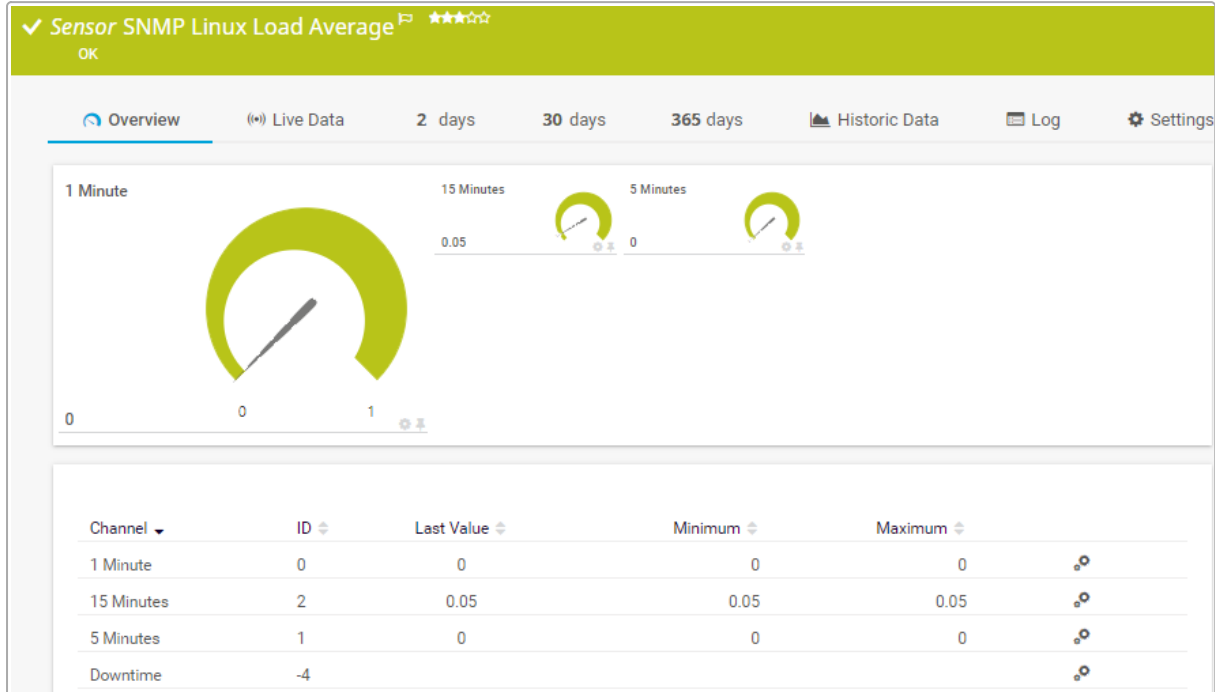 Sensor SNMP Linux Load Average
OK
Overview Live Data 2 days 30 days 365 days Historic Data Log Settings
1 Minute
0 1
0
15 Minutes
0.05
5 Minutes
0
Channel ID Last Value Minimum Maximum
1 Minute 0 0 0 0
15 Minutes 2 0.05 0.05 0.05
5 Minutes 1 0 0 0
Downtime -4